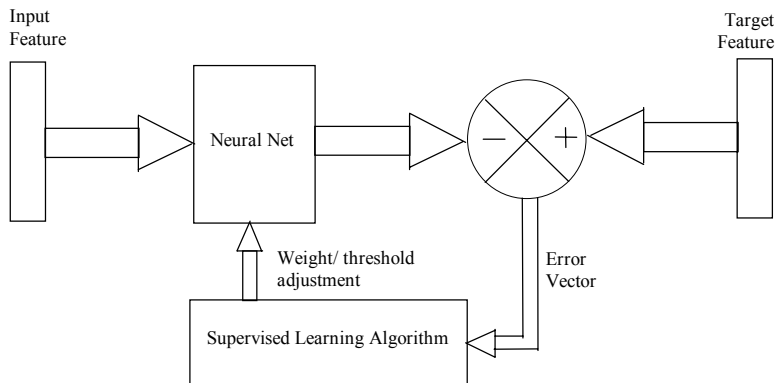 Input
Feature
Target
Feature
Neural Net
−
+
Weight/ threshold
adjustment
Error
Vector
Supervised Learning Algorithm